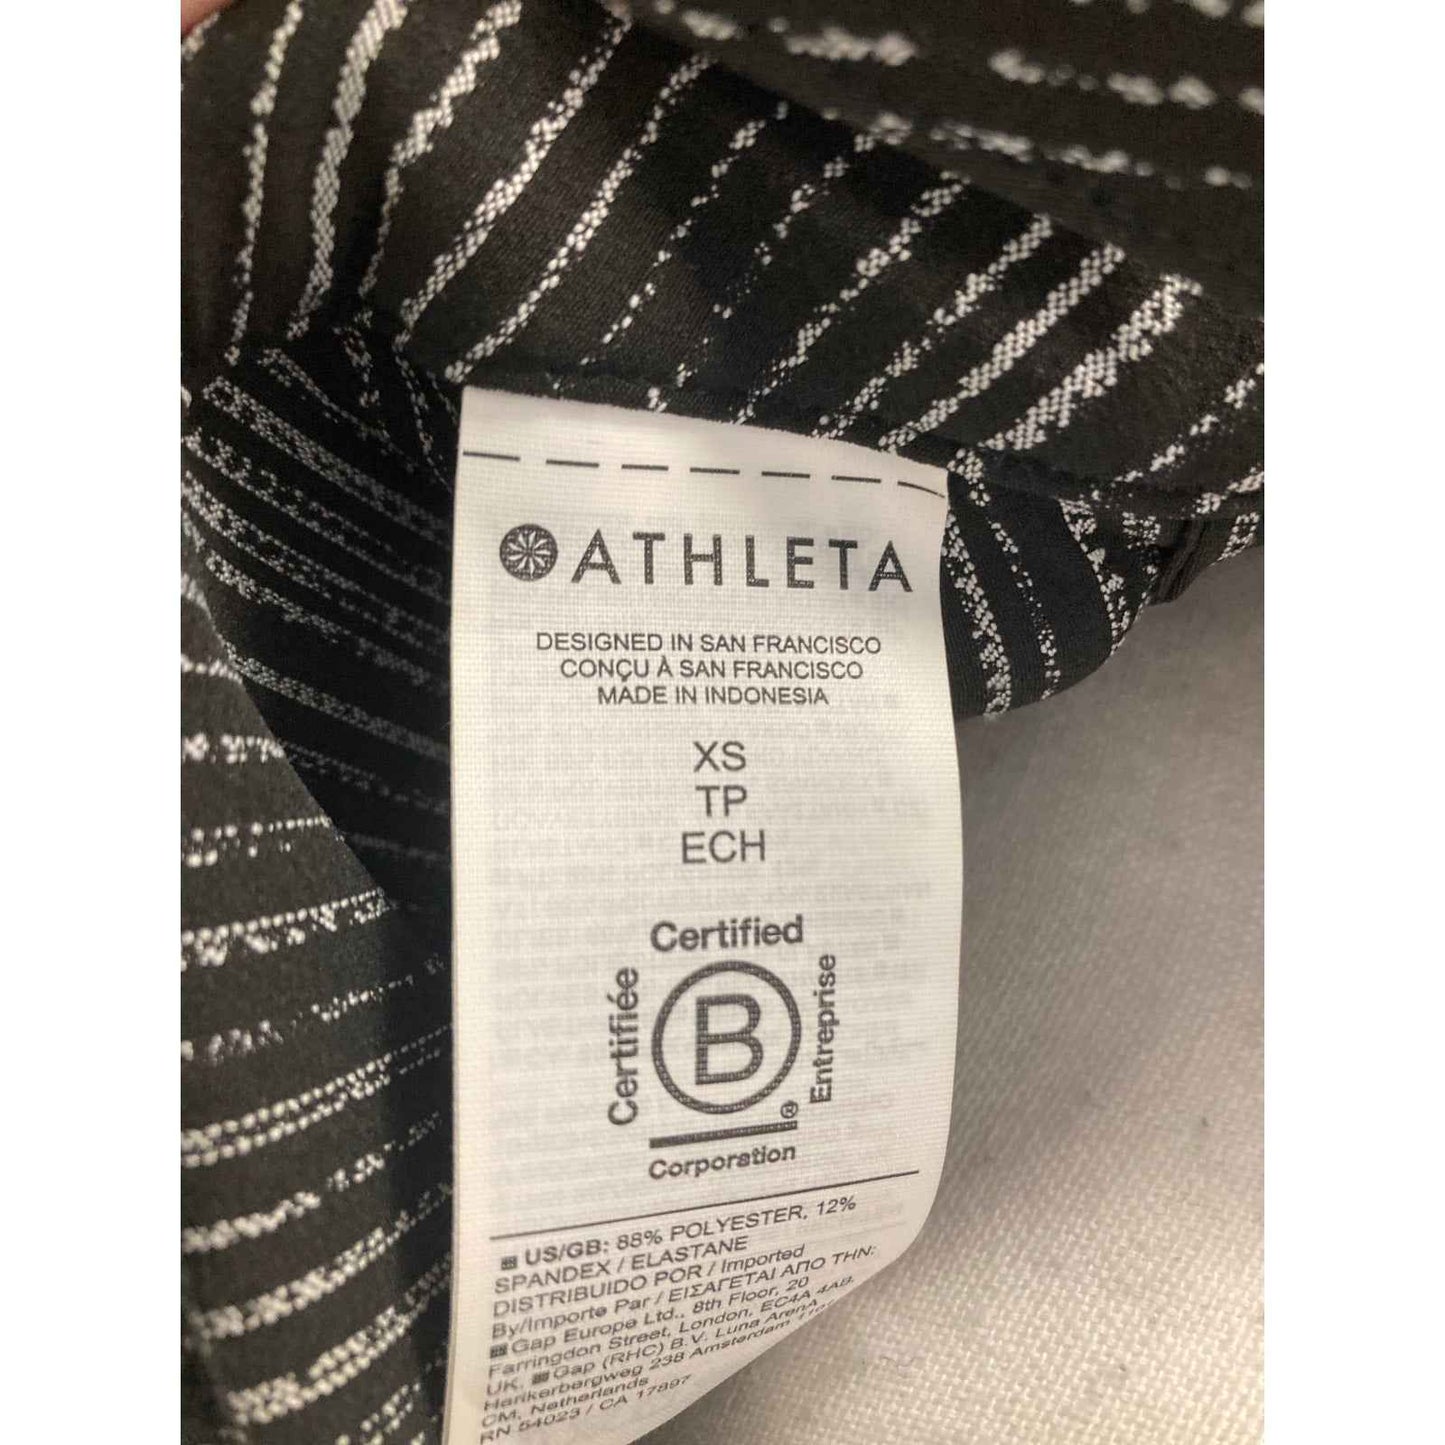 ATHLETA
DESIGNED IN SAN FRANCISCO
CONÇU À SAN FRANCISCO
MADE IN INDONESIA
XS
TP
ECH
Certified
Certifiée
B
Entreprise
®
Corporation
US/GB: 88% POLYESTER, 12%
SPANDEX / ELASTANE
DISTRIBUIDO POR / Imported
By/Importe Par / ΕΙΣΑΓΕΤΑΙ ΑΠΟ ΤΗΝ:
Gap Europe Ltd., 8th Floor, 20
Farringdon Street, London, EC4A 4AB,
UK, Gap (RHC) B.V. Luna ArenA,
Herikerbergweg 238 Amsterdam
CM, Netherlands
RN 54023 / CA 17897